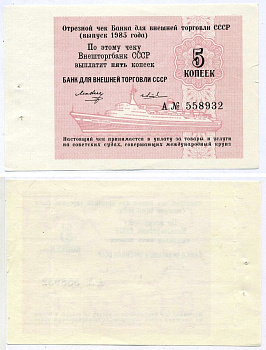 Отрезной чек Банка для внешней торговли СССР
(выпуск 1985 года)
По этому чеку
Внешторгбанк СССР
выплатит пять копеек
5
КОПЕЕК
БАНК ДЛЯ ВНЕШНЕЙ ТОРГОВЛИ СССР
А № 558932
Настоящий чек принимается в уплату за товары и услуги
на советских судах, совершающих международный круиз